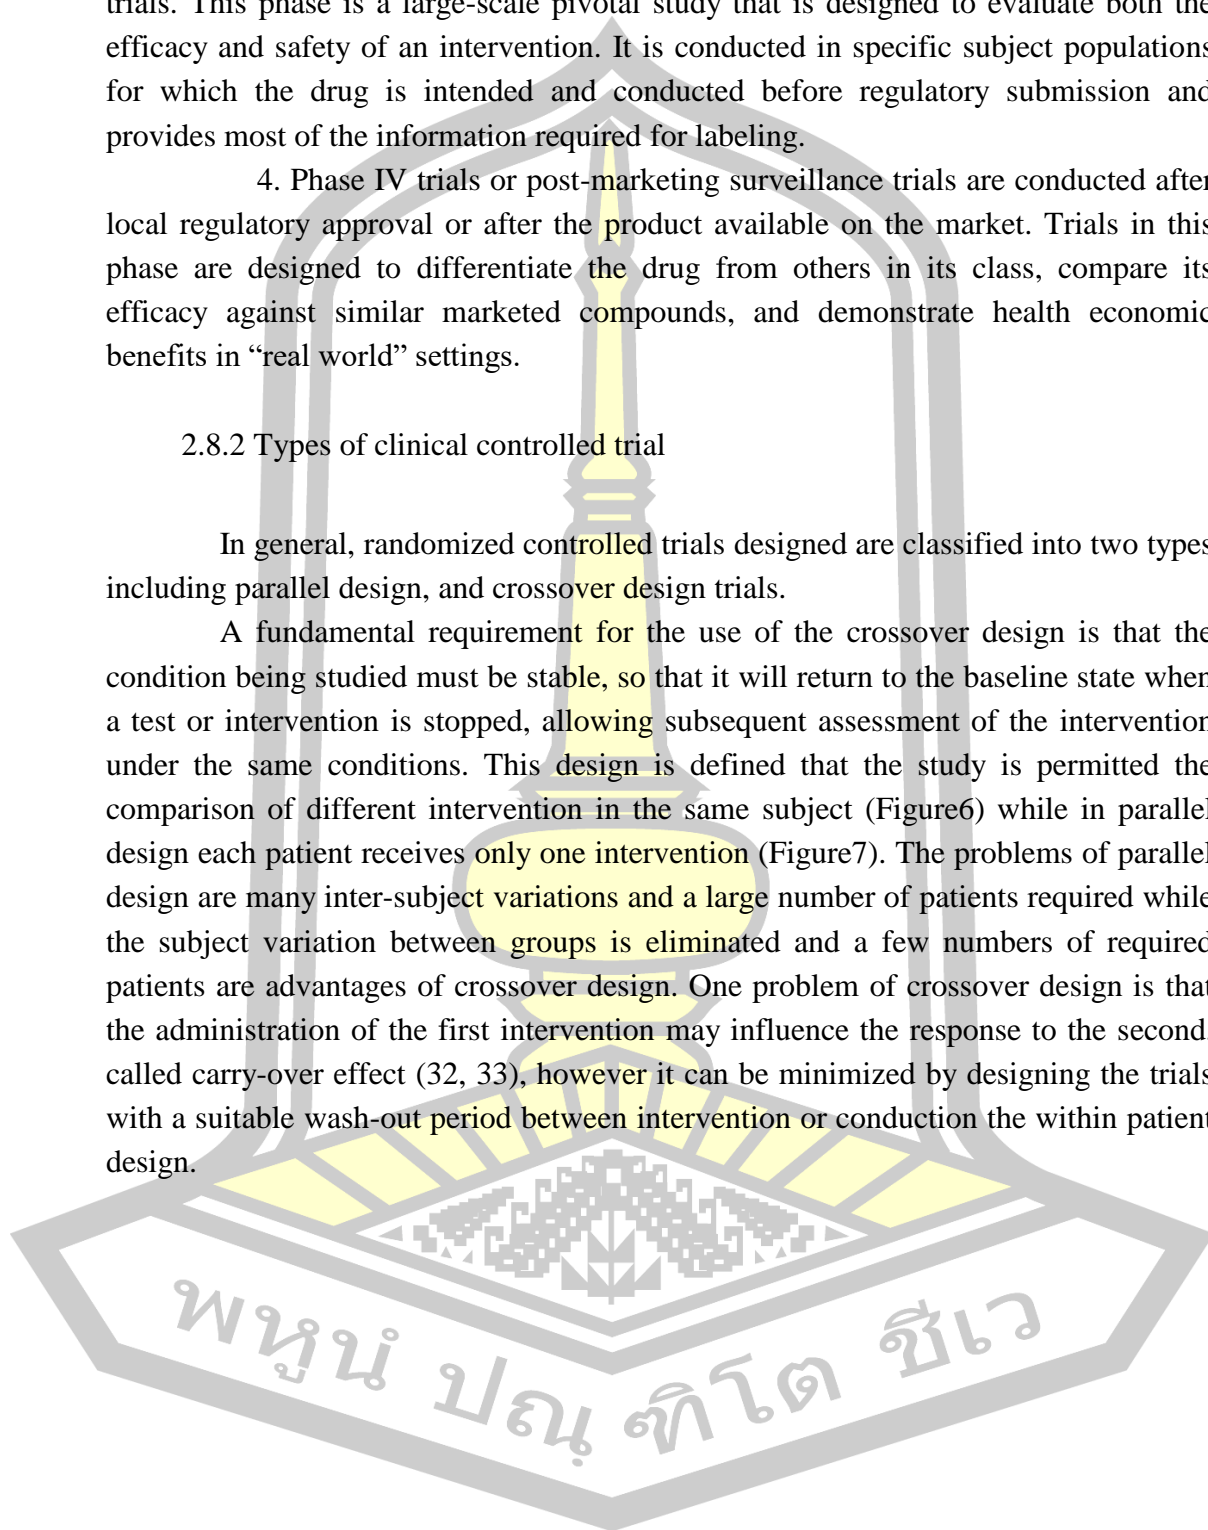 trials. This phase is a large-scale pivotal study that is designed to evaluate both the
efficacy and safety of an intervention. It is conducted in specific subject populations
for which the drug is intended and conducted before regulatory submission and
provides most of the information required for labeling.
4. Phase IV trials or post-marketing surveillance trials are conducted after
local regulatory approval or after the product available on the market. Trials in this
phase are designed to differentiate the drug from others in its class, compare its
efficacy against similar marketed compounds, and demonstrate health economic
benefits in “real world” settings.
2.8.2 Types of clinical controlled trial
In general, randomized controlled trials designed are classified into two types
including parallel design, and crossover design trials.
A fundamental requirement for the use of the crossover design is that the
condition being studied must be stable, so that it will return to the baseline state when
a test or intervention is stopped, allowing subsequent assessment of the intervention
under the same conditions. This design is defined that the study is permitted the
comparison of different intervention in the same subject (Figure6) while in parallel
design each patient receives only one intervention (Figure7). The problems of parallel
design are many inter-subject variations and a large number of patients required while
the subject variation between groups is eliminated and a few numbers of required
patients are advantages of crossover design. One problem of crossover design is that
the administration of the first intervention may influence the response to the second,
called carry-over effect (32, 33), however it can be minimized by designing the trials
with a suitable wash-out period between intervention or conduction the within patient
design.
พหูนํ ปณฺฑิโต ชีเว